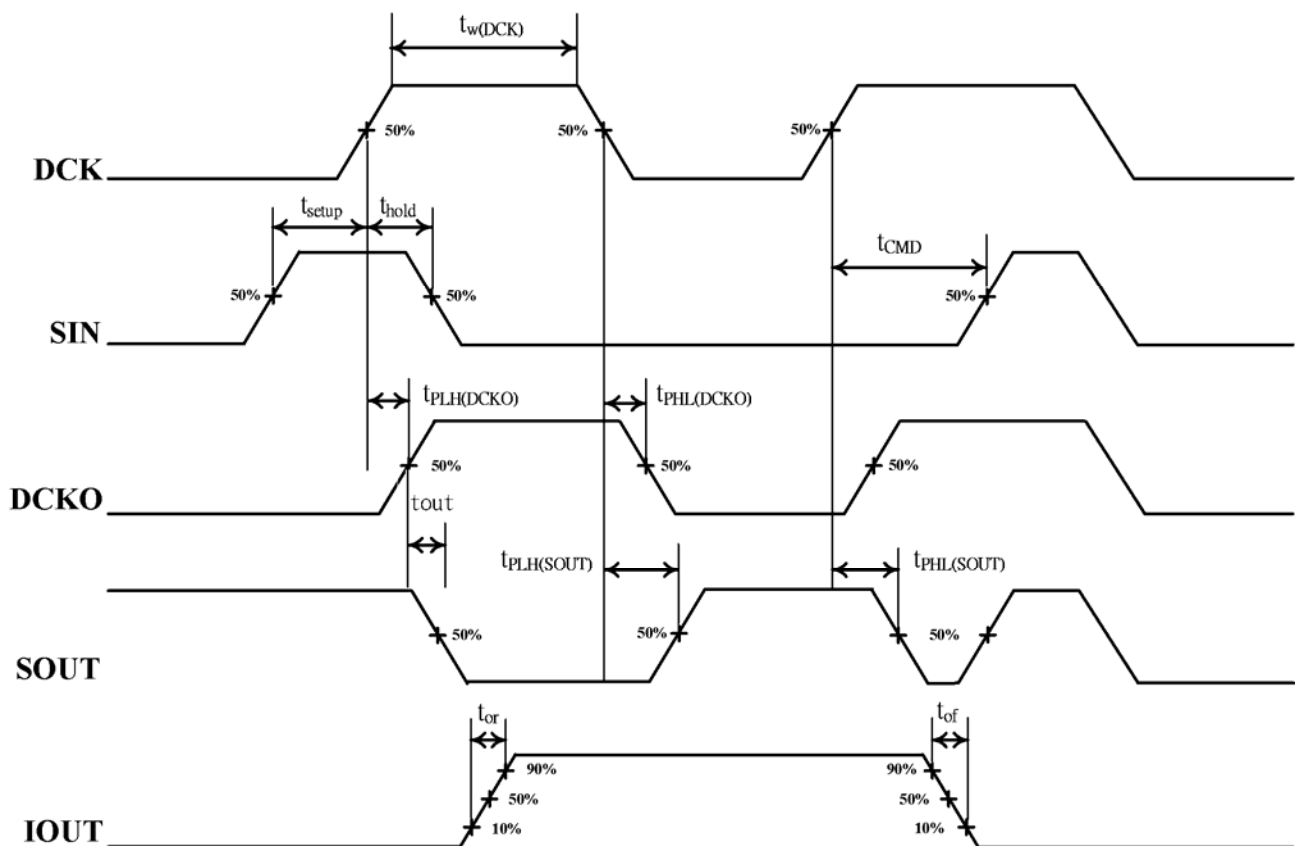 tw(DCK)
50% 50% 50%
DCK
tsetup thold
tCMD
50% 50% 50%
SIN
tPLH(DCKO) tPHL(DCKO)
50% 50% 50%
DCKO
tout
tPLH(SOUT) tPHL(SOUT)
50% 50% 50%
SOUT
tor tof
90% 90%
50% 50%
10% 10%
IOUT